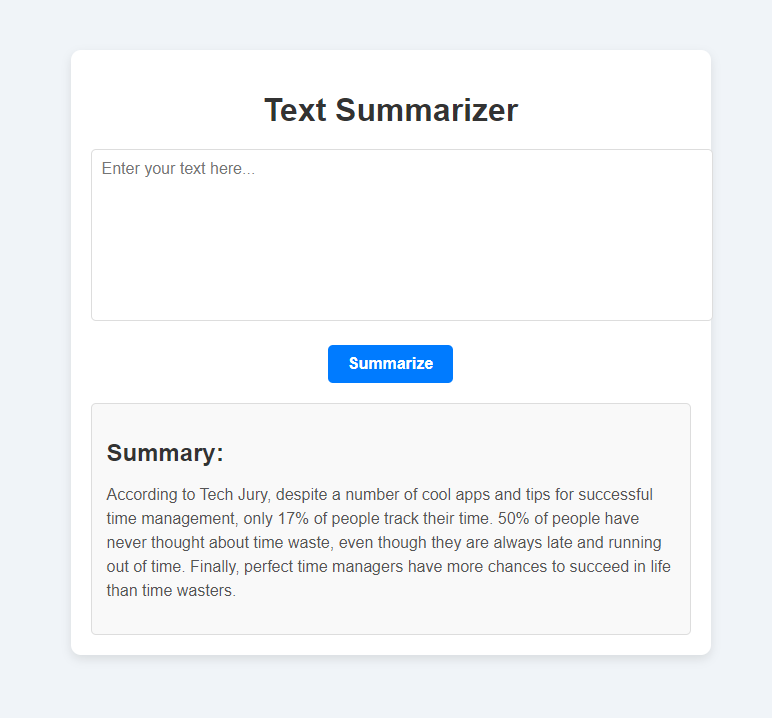 Text Summarizer
Enter your text here...
Summarize
Summary:
According to Tech Jury, despite a number of cool apps and tips for successful
time management, only 17% of people track their time. 50% of people have
never thought about time waste, even though they are always late and running
out of time. Finally, perfect time managers have more chances to succeed in life
than time wasters.